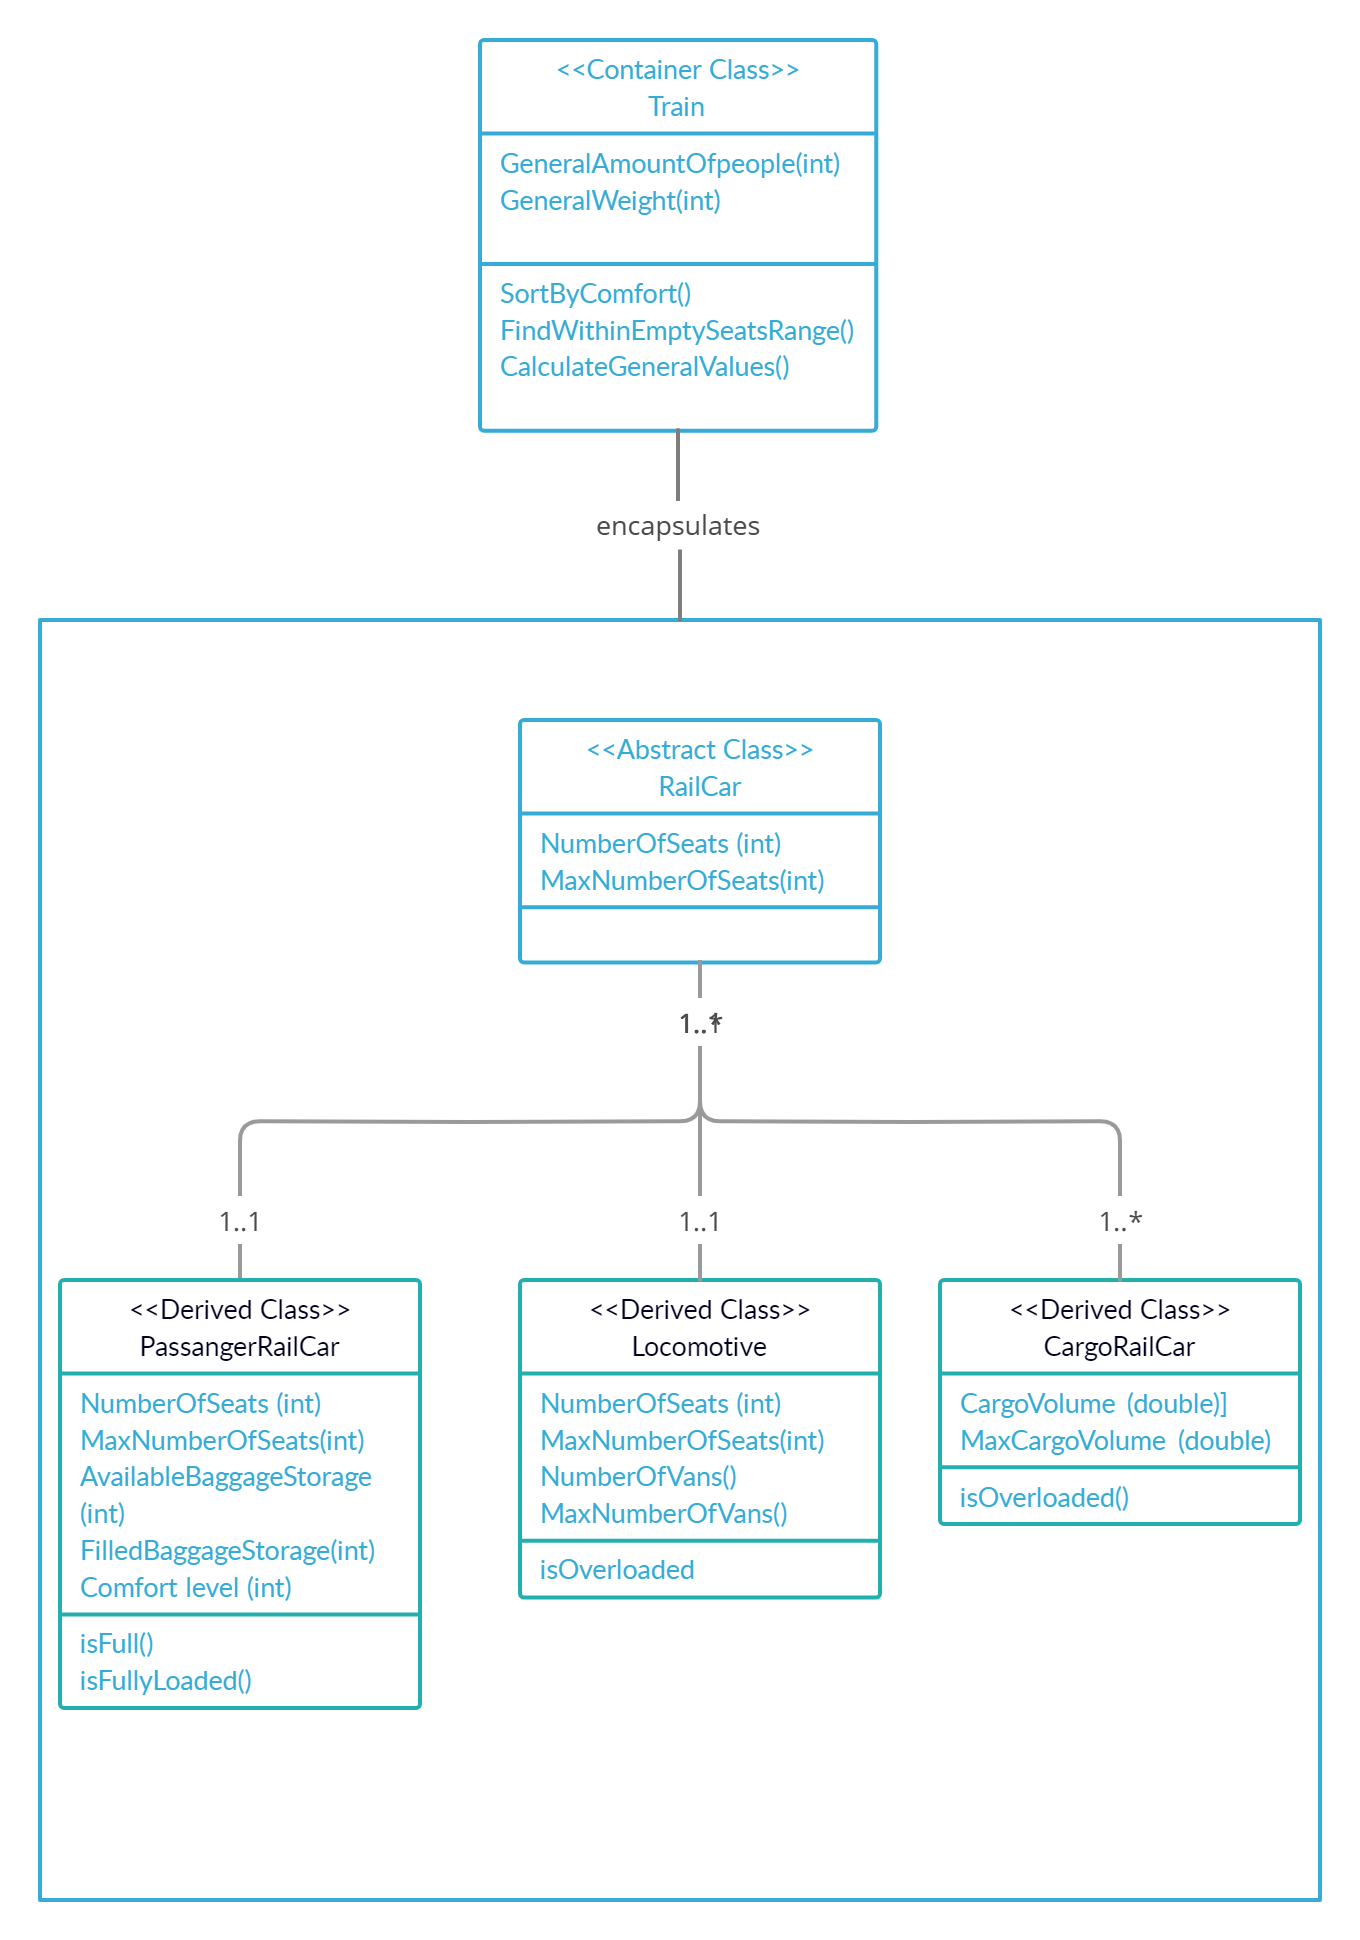 <<Container Class>>
Train
GeneralAmountOfpeople(int)
GeneralWeight(int)
SortByComfort()
FindWithinEmptySeatsRange()
CalculateGeneralValues()
encapsulates
<<Abstract Class>>
RailCar
NumberOfSeats (int)
MaxNumberOfSeats(int)
1..*
1..1
1..1
1..*
<<Derived Class>>
PassangerRailCar
NumberOfSeats (int)
MaxNumberOfSeats(int)
AvailableBaggageStorage
(int)
FilledBaggageStorage(int)
Comfort level (int)
isFull()
isFullyLoaded()
<<Derived Class>>
Locomotive
NumberOfSeats (int)
MaxNumberOfSeats(int)
NumberOfVans()
MaxNumberOfVans()
isOverloaded
<<Derived Class>>
CargoRailCar
CargoVolume (double)]
MaxCargoVolume (double)
isOverloaded()